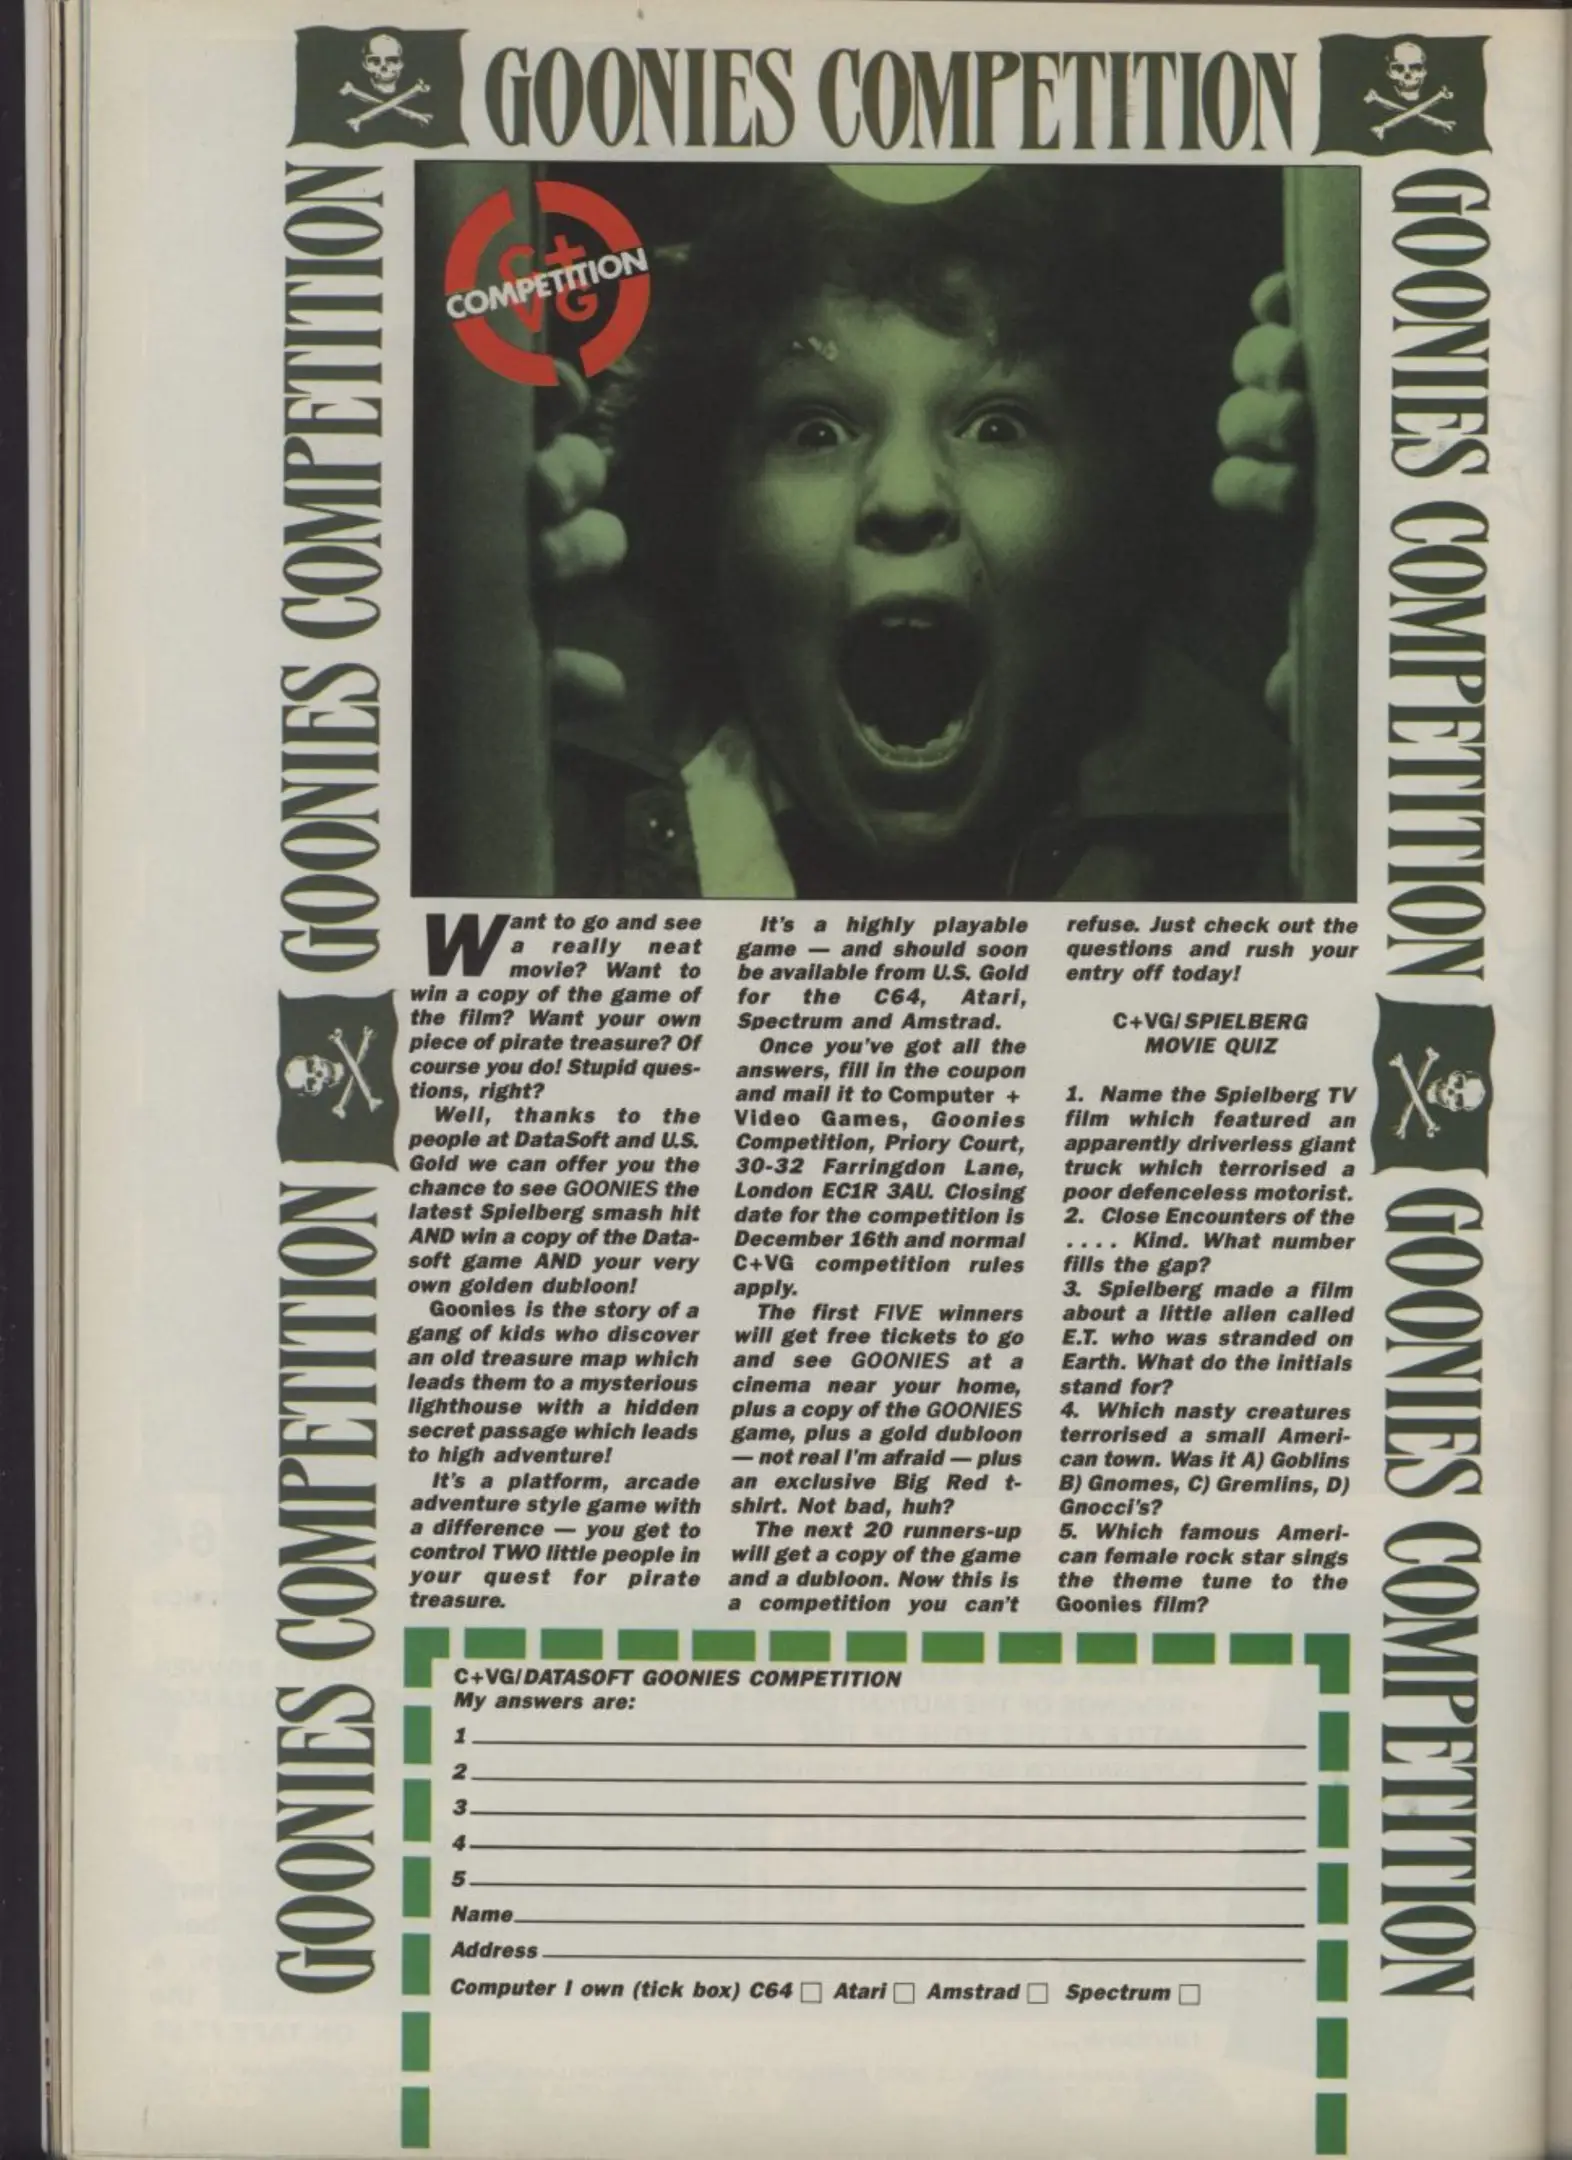 GOONIES COMPETITION
GOONIES COMPETITION
GOONIES COMPETITION
GOONIES COMPETITION
GOONIES COMPETITION
C+
VG
COMPETITION
Want to go and see
a really neat
movie? Want to
win a copy of the game of
the film? Want your own
piece of pirate treasure? Of
course you do! Stupid ques-
tions, right?
Well, thanks to the
people at DataSoft and U.S.
Gold we can offer you the
chance to see GOONIES the
latest Spielberg smash hit
AND win a copy of the Data-
soft game AND your very
own golden dubloon!
Goonies is the story of a
gang of kids who discover
an old treasure map which
leads them to a mysterious
lighthouse with a hidden
secret passage which leads
to high adventure!
It's a platform, arcade
adventure style game with
a difference — you get to
control TWO little people in
your quest for pirate
treasure.
It's a highly playable
game — and should soon
be available from U.S. Gold
for the C64, Atari,
Spectrum and Amstrad.
Once you've got all the
answers, fill in the coupon
and mail it to Computer +
Video Games, Goonies
Competition, Priory Court,
30-32 Farringdon Lane,
London EC1R 3AU. Closing
date for the competition is
December 16th and normal
C+VG competition rules
apply.
The first FIVE winners
will get free tickets to go
and see GOONIES at a
cinema near your home,
plus a copy of the GOONIES
game, plus a gold dubloon
— not real I'm afraid — plus
an exclusive Big Red t-
shirt. Not bad, huh?
The next 20 runners-up
will get a copy of the game
and a dubloon. Now this is
a competition you can't
refuse. Just check out the
questions and rush your
entry off today!
C+VG/SPIELBERG
MOVIE QUIZ
1. Name the Spielberg TV
film which featured an
apparently driverless giant
truck which terrorised a
poor defenceless motorist.
2. Close Encounters of the
.... Kind. What number
fills the gap?
3. Spielberg made a film
about a little alien called
E.T. who was stranded on
Earth. What do the initials
stand for?
4. Which nasty creatures
terrorised a small Ameri-
can town. Was it A) Goblins
B) Gnomes, C) Gremlins, D)
Gnocci's?
5. Which famous Ameri-
can female rock star sings
the theme tune to the
Goonies film?
C+VG/DATASOFT GOONIES COMPETITION
My answers are:
1
2
3
4
5
Name
Address
Computer I own (tick box) C64 □ Atari □ Amstrad □ Spectrum □